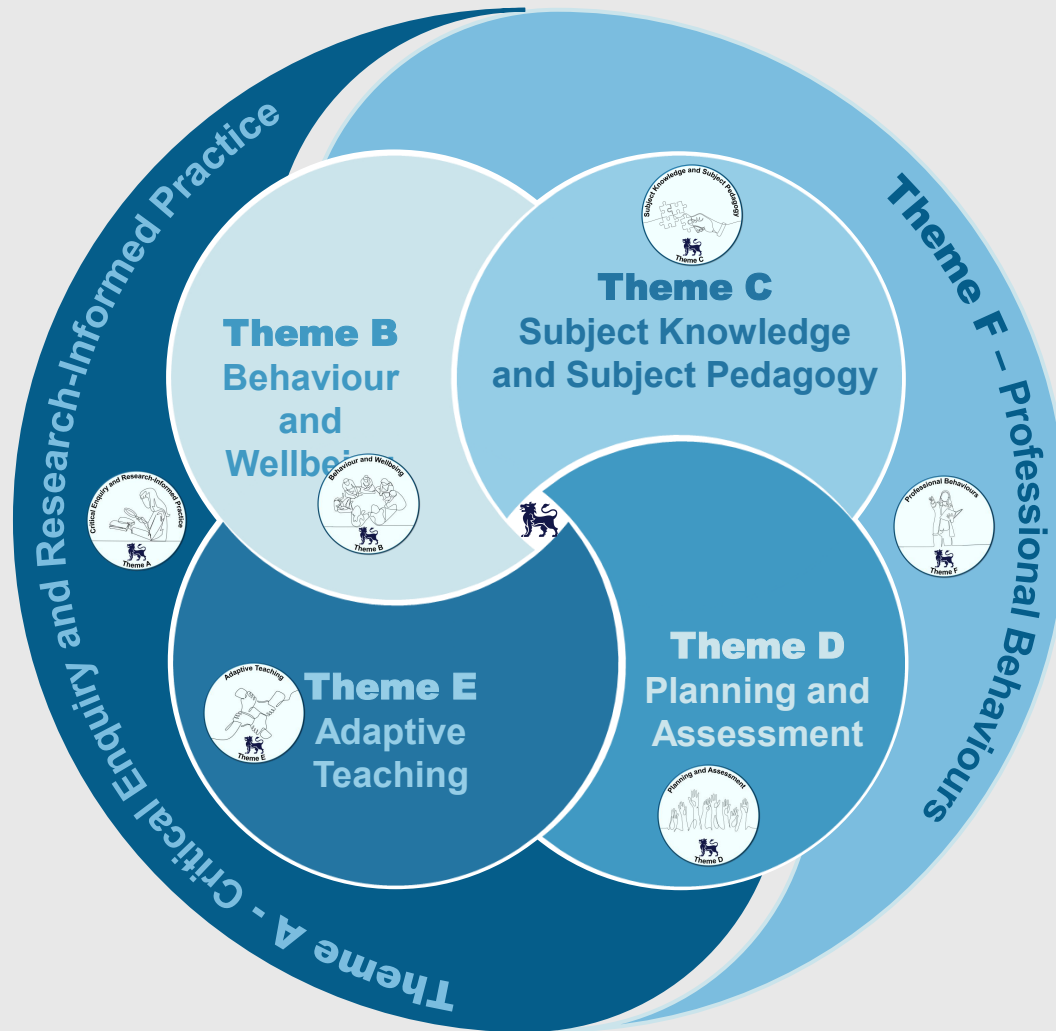 Theme A - Critical Enquiry and Research-Informed Practice
Critical Enquiry and Research-Informed Practice
Theme A
Theme B
Behaviour
and
Wellbeing
Behaviour and Wellbeing
Theme B
Subject Knowledge and Subject Pedagogy
Theme C
Theme C
Subject Knowledge
and Subject Pedagogy
Theme F – Professional Behaviours
Professional Behaviours
Theme F
Adaptive Teaching
Theme E
Theme E
Adaptive
Teaching
Theme D
Planning and
Assessment
Planning and Assessment
Theme D